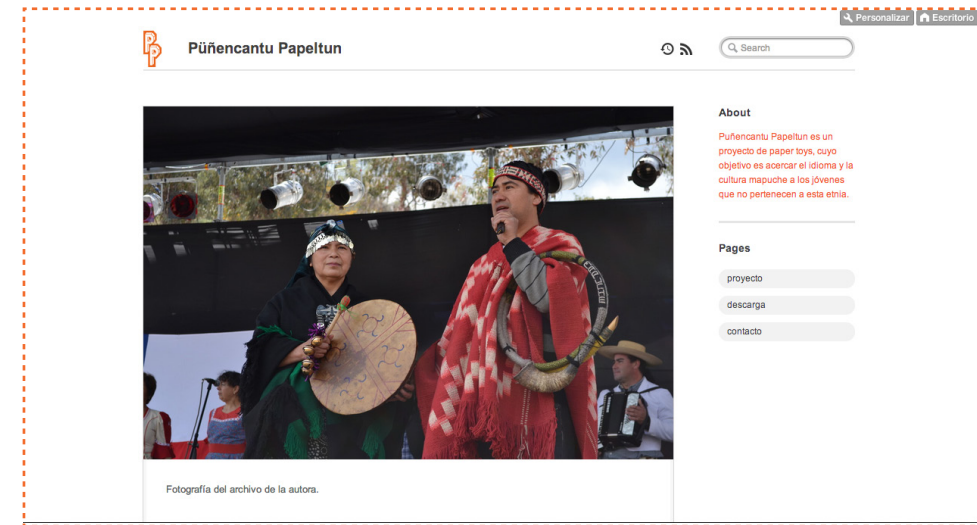 Personalizar
Escritorio
Püñencantu Papeltun
Search
About
Puñencantu Papeltun es un
proyecto de paper toys, cuyo
objetivo es acercar el idioma y la
cultura mapuche a los jóvenes
que no pertenecen a esta etnia.
Pages
proyecto
descarga
contacto
Fotografía del archivo de la autora.